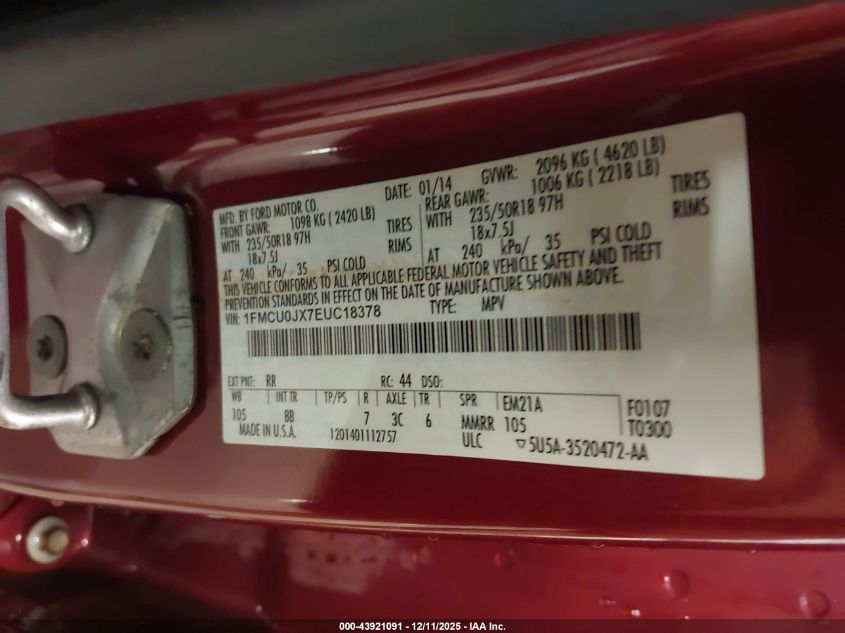 MFD. BY FORD MOTOR CO.
DATE: 01/14 GVWR: 2096 KG ( 4620 LB)
FRONT GAWR: 1098 KG ( 2420 LB) REAR GAWR: 1006 KG ( 2218 LB)
WITH 235/50R18 97H TIRES WITH 235/50R18 97H TIRES
18x7.5J RIMS 18x7.5J RIMS
AT 240 kPa/ 35 PSI COLD AT 240 kPa/ 35 PSI COLD
THIS VEHICLE CONFORMS TO ALL APPLICABLE FEDERAL MOTOR VEHICLE SAFETY AND THEFT
PREVENTION STANDARDS IN EFFECT ON THE DATE OF MANUFACTURE SHOWN ABOVE.
VIN: 1FMCU0JX7EUC18378 TYPE: MPV
EXT PNT: RR RC: 44 DSO:
WB INT TR TP/PS R AXLE TR SPR EM21A F0107
105 8B 7 3C 6 MMRR 105 T0300
MADE IN U.S.A. 1201401112757 ULC ▽5U5A-3520472-AA
000-43921091 - 12/11/2025 - IAA Inc.